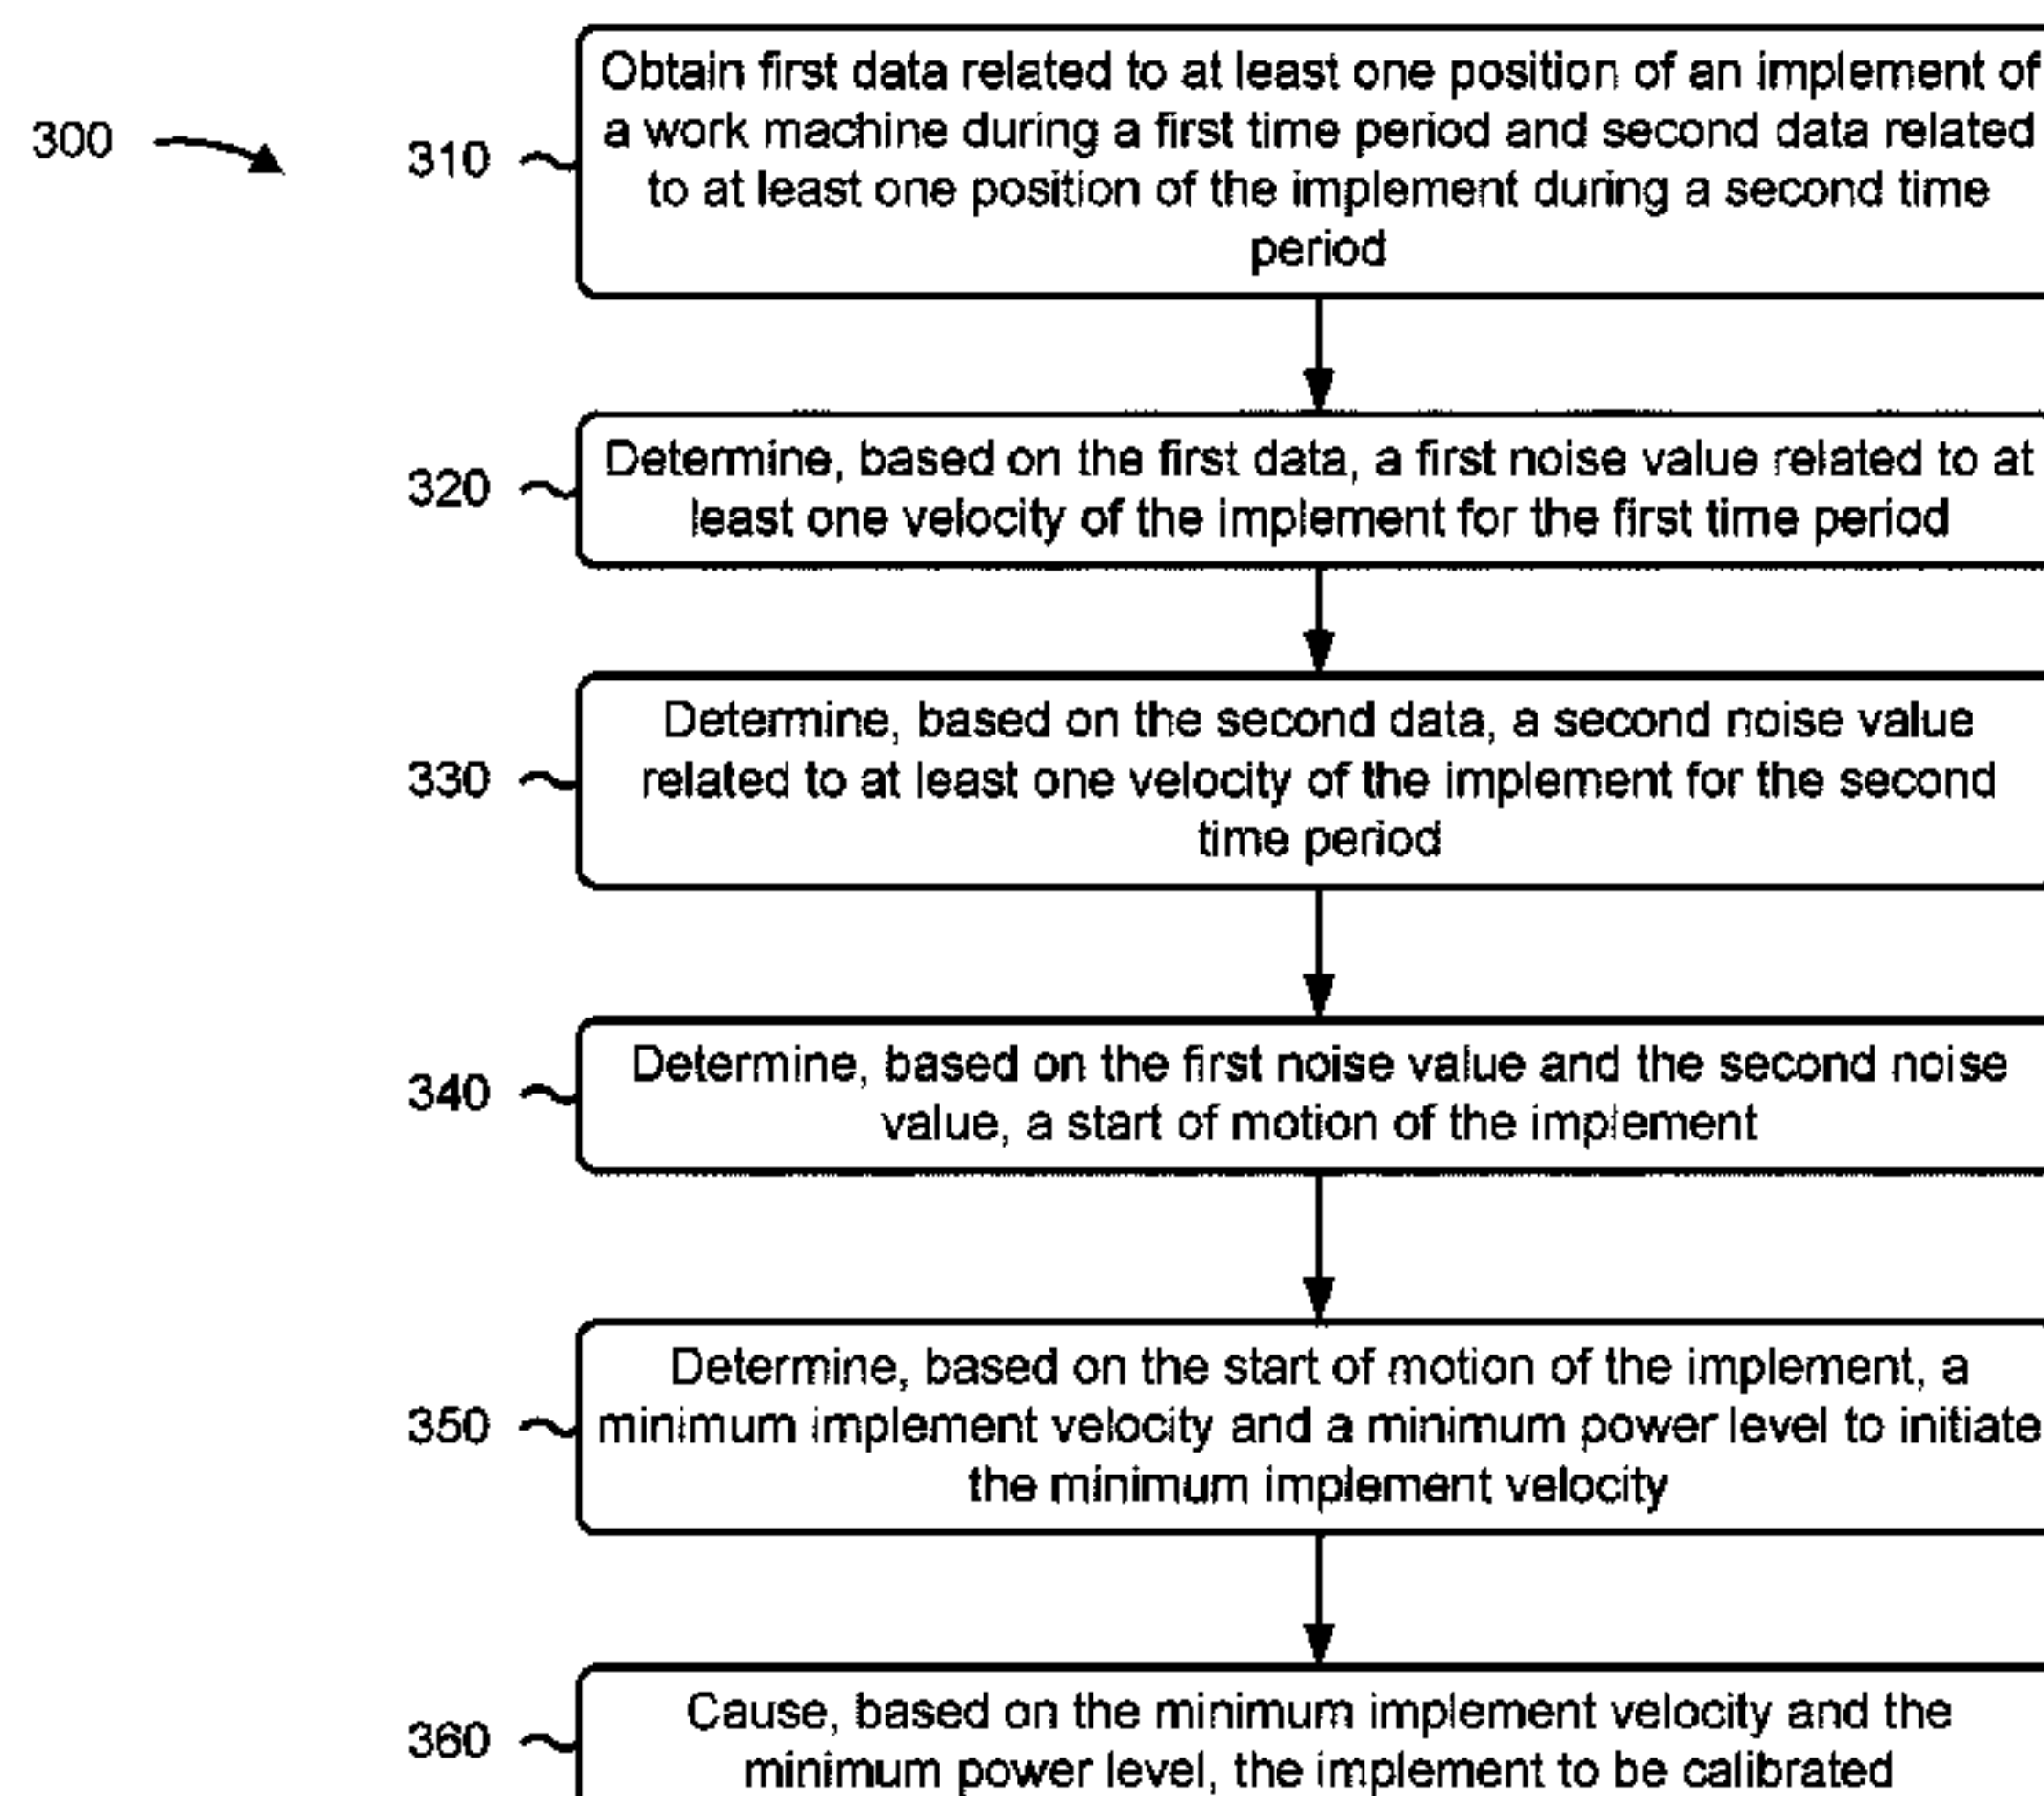 300
310
Obtain first data related to at least one position of an implement of
a work machine during a first time period and second data related
to at least one position of the implement during a second time
period
320
Determine, based on the first data, a first noise value related to at
least one velocity of the implement for the first time period
330
Determine, based on the second data, a second noise value
related to at least one velocity of the implement for the second
time period
340
Determine, based on the first noise value and the second noise
value, a start of motion of the implement
350
Determine, based on the start of motion of the implement, a
minimum implement velocity and a minimum power level to initiate
the minimum implement velocity
360
Cause, based on the minimum implement velocity and the
minimum power level, the implement to be calibrated